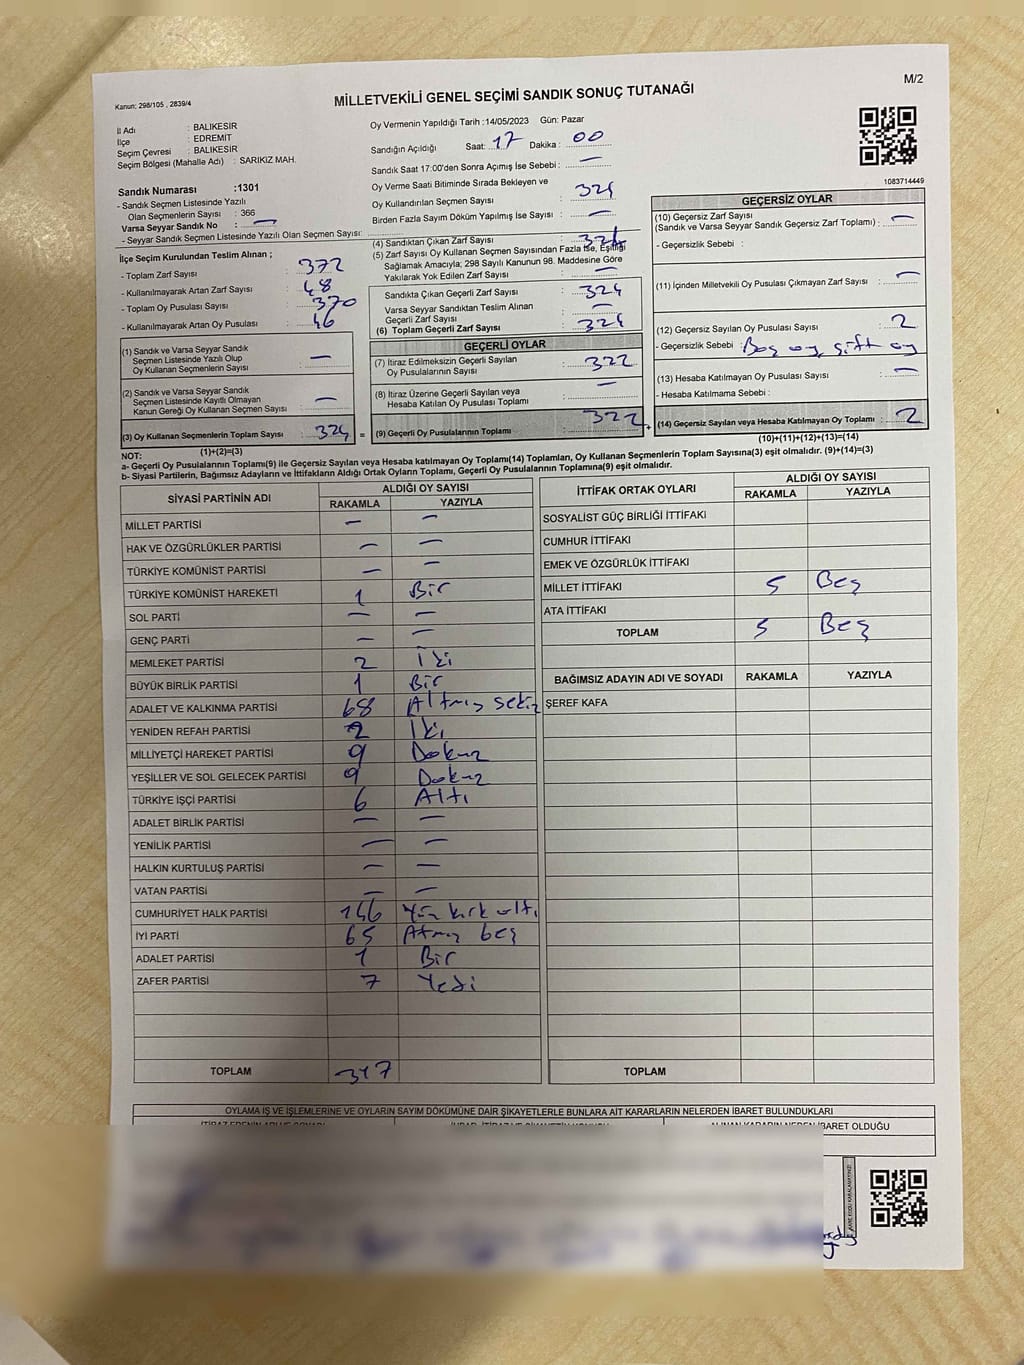 M/2
Kanun: 298/105 , 2839/4
MİLLETVEKİLİ GENEL SEÇİMİ SANDIK SONUÇ TUTANAĞI
İl Adı : BALIKESİR
İlçe : EDREMIT
Seçim Çevresi : BALIKESİR
Seçim Bölgesi (Mahalle Adı) : SARIKIZ MAH.
Sandık Numarası :1301
- Sandık Seçmen Listesinde Yazılı
Olan Seçmenlerin Sayısı : 366
Varsa Seyyar Sandık No : —
- Seyyar Sandık Seçmen Listesinde Yazılı Olan Seçmen Sayısı:
İlçe Seçim Kurulundan Teslim Alınan ;
- Toplam Zarf Sayısı : 372
- Kullanılmayarak Artan Zarf Sayısı : 48
- Toplam Oy Pusulası Sayısı : 370
- Kullanılmayarak Artan Oy Pusulası : 46
(1) Sandık ve Varsa Seyyar Sandık
Seçmen Listesinde Yazılı Olup
Oy Kullanan Seçmenlerin Sayısı : —
(2) Sandık ve Varsa Seyyar Sandık
Seçmen Listesinde Kayıtlı Olmayan
Kanun Gereği Oy Kullanan Seçmen Sayısı : —
(3) Oy Kullanan Seçmenlerin Toplam Sayısı : 324 =
(1)+(2)=(3)
Oy Vermenin Yapıldığı Tarih :14/05/2023 Gün: Pazar
Sandığın Açıldığı Saat: 17 Dakika : 00
Sandık Saat 17:00'den Sonra Açımış İse Sebebi : —
Oy Verme Saati Bitiminde Sırada Bekleyen ve
Oy Kullandırılan Seçmen Sayısı : 324
Birden Fazla Sayım Döküm Yapılmış İse Sayısı : —
(4) Sandıktan Çıkan Zarf Sayısı : 324
(5) Zarf Sayısı Oy Kullanan Seçmen Sayısından Fazla İse, Eşitliği
Sağlamak Amacıyla; 298 Sayılı Kanunun 98. Maddesine Göre
Yakılarak Yok Edilen Zarf Sayısı : —
Sandıkta Çıkan Geçerli Zarf Sayısı : 324
Varsa Seyyar Sandıktan Teslim Alınan
Geçerli Zarf Sayısı : —
(6) Toplam Geçerli Zarf Sayısı : 324
GEÇERLİ OYLAR
(7) İtiraz Edilmeksizin Geçerli Sayılan
Oy Pusulalarının Sayısı : 322
(8) İtiraz Üzerine Geçerli Sayılan veya
Hesaba Katılan Oy Pusulası Toplamı : —
(9) Geçerli Oy Pusulalarının Toplamı : 322 +
1083714449
GEÇERSİZ OYLAR
(10) Geçersiz Zarf Sayısı
(Sandık ve Varsa Seyyar Sandık Geçersiz Zarf Toplamı) : —
- Geçersizlik Sebebi :
(11) İçinden Milletvekili Oy Pusulası Çıkmayan Zarf Sayısı : —
(12) Geçersiz Sayılan Oy Pusulası Sayısı : 2
- Geçersizlik Sebebi : Boş oy, çift oy
(13) Hesaba Katılmayan Oy Pusulası Sayısı : —
- Hesaba Katılmama Sebebi :
(14) Geçersiz Sayılan veya Hesaba Katılmayan Oy Toplamı : 2
(10)+(11)+(12)+(13)=(14)
NOT:
a- Geçerli Oy Pusulalarının Toplamı(9) ile Geçersiz Sayılan veya Hesaba katılmayan Oy Toplamı(14) Toplamları, Oy Kullanan Seçmenlerin Toplam Sayısına(3) eşit olmalıdır. (9)+(14)=(3)
b- Siyasi Partilerin, Bağımsız Adayların ve İttifakların Aldığı Ortak Oyların Toplamı, Geçerli Oy Pusulalarının Toplamına(9) eşit olmalıdır.
SİYASİ PARTİNİN ADI ALDIĞI OY SAYISI
RAKAMLA YAZIYLA
MİLLET PARTİSİ — —
HAK VE ÖZGÜRLÜKLER PARTİSİ — —
TÜRKİYE KOMÜNİST PARTİSİ — —
TÜRKİYE KOMÜNİST HAREKETİ 1 Bir
SOL PARTİ — —
GENÇ PARTİ — —
MEMLEKET PARTİSİ 2 İki
BÜYÜK BİRLİK PARTİSİ 1 Bir
ADALET VE KALKINMA PARTİSİ 68 Altmış sekiz
YENİDEN REFAH PARTİSİ 2 İki
MİLLİYETÇİ HAREKET PARTİSİ 9 Dokuz
YEŞİLLER VE SOL GELECEK PARTİSİ 9 Dokuz
TÜRKİYE İŞÇİ PARTİSİ 6 Altı
ADALET BİRLİK PARTİSİ — —
YENİLİK PARTİSİ — —
HALKIN KURTULUŞ PARTİSİ — —
VATAN PARTİSİ — —
CUMHURİYET HALK PARTİSİ 146 Yüz kırk altı
İYİ PARTİ 65 Atmış beş
ADALET PARTİSİ 1 Bir
ZAFER PARTİSİ 7 Yedi
TOPLAM 317
İTTİFAK ORTAK OYLARI ALDIĞI OY SAYISI
RAKAMLA YAZIYLA
SOSYALİST GÜÇ BİRLİĞİ İTTİFAKI
CUMHUR İTTİFAKI
EMEK VE ÖZGÜRLÜK İTTİFAKI
MİLLET İTTİFAKI 5 Beş
ATA İTTİFAKI
TOPLAM 5 Beş
BAĞIMSIZ ADAYIN ADI VE SOYADI RAKAMLA YAZIYLA
ŞEREF KAFA
TOPLAM
OYLAMA İŞ VE İŞLEMLERİNE VE OYLARIN SAYIM DÖKÜMÜNE DAİR ŞİKAYETLERLE BUNLARA AİT KARARLARIN NELERDEN İBARET BULUNDUKLARI
İBARET OLDUĞU